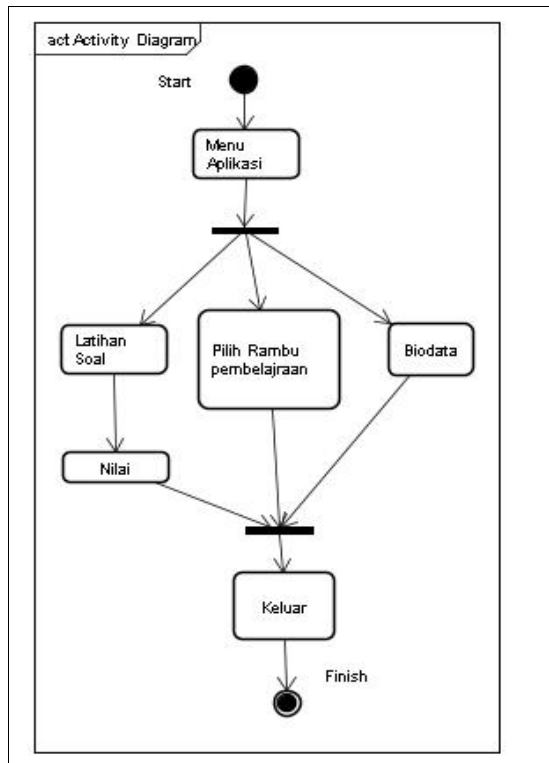 act Activity Diagram
Start
Menu
Aplikasi
Latihan
Soal
Pilih Rambu
pembelajraan
Biodata
Nilai
Keluar
Finish